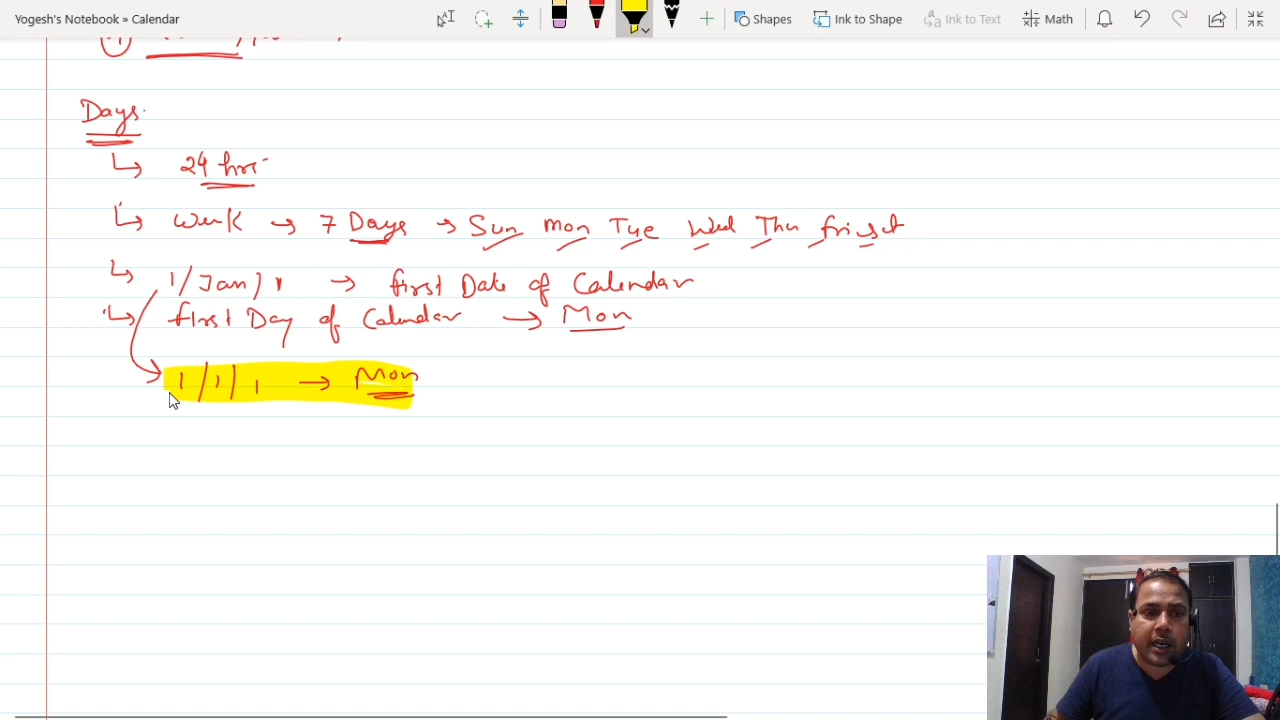 Yogesh's Notebook » Calendar
Shapes
Ink to Shape
Ink to Text
Math
Days
↳ 24 hrs
↳ Week → 7 Days → Sun Mon Tue Wed Thu fri sat
↳ 1/Jan/1 → first Date of Calendar
↳ first Day of Calendar → Mon
1/1/1 → Mon